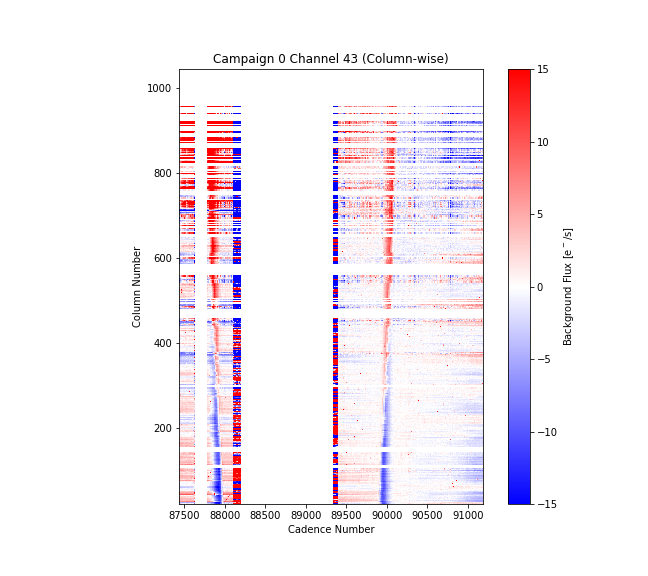 Campaign 0 Channel 43 (Column-wise)
1000
800
600
400
200
Column Number
87500 88000 88500 89000 89500 90000 90500 91000
Cadence Number
15
10
5
0
−5
−10
−15
Background Flux [e⁻/s]